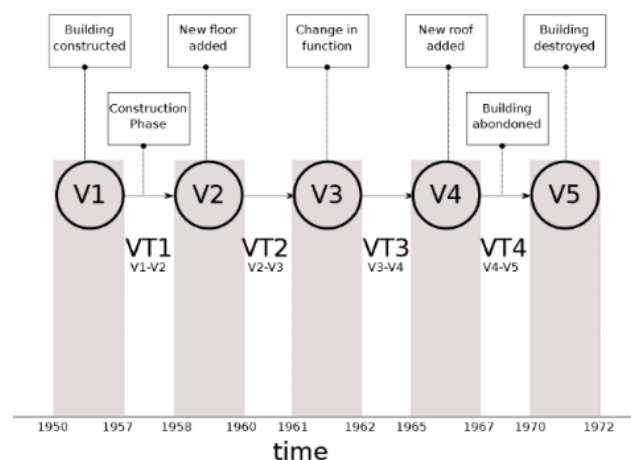 Building
constructed
New floor
added
Change in
function
New roof
added
Building
destroyed
Construction
Phase
Building
abondoned
V1
V2
V3
V4
V5
VT1
V1-V2
VT2
V2-V3
VT3
V3-V4
VT4
V4-V5
1950
1957
1958
1960
1961
1962
1965
1967
1970
1972
time